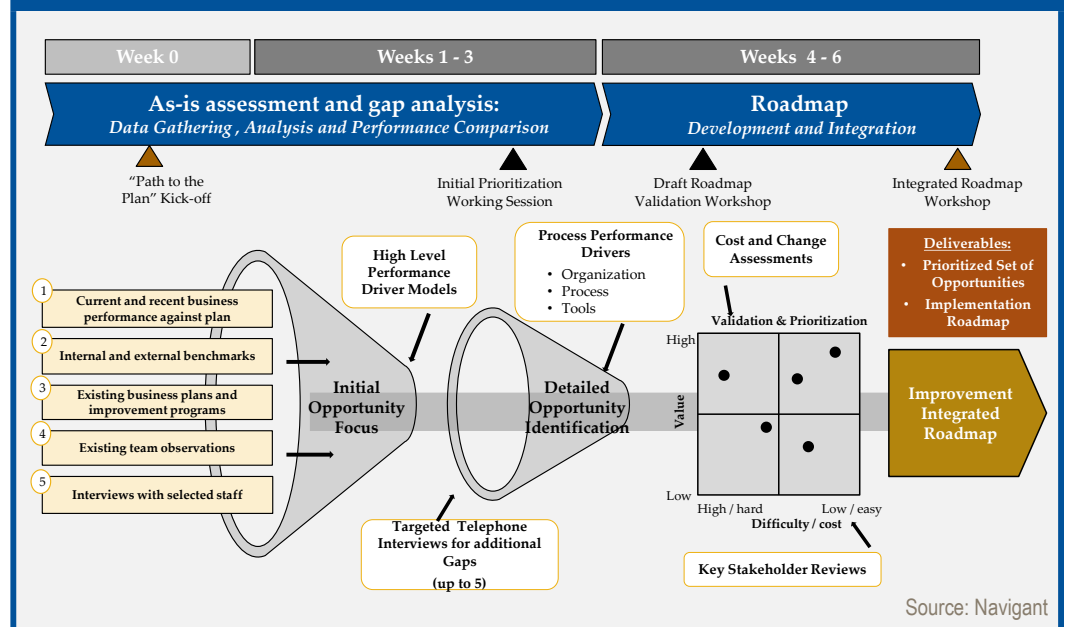 Week 0
Weeks 1 - 3
Weeks 4 - 6
As-is assessment and gap analysis:
Data Gathering , Analysis and Performance Comparison
Roadmap
Development and Integration
“Path to the
Plan” Kick-off
Initial Prioritization
Working Session
Draft Roadmap
Validation Workshop
Integrated Roadmap
Workshop
High Level
Performance
Driver Models
Process Performance
Drivers
• Organization
• Process
• Tools
Cost and Change
Assessments
Deliverables:
• Prioritized Set of
Opportunities
• Implementation
Roadmap
1
Current and recent business
performance against plan
2
Internal and external benchmarks
3
Existing business plans and
improvement programs
4
Existing team observations
5
Interviews with selected staff
Initial
Opportunity
Focus
Detailed
Opportunity
Identification
Validation & Prioritization
High
Value
Low
High / hard
Low / easy
Difficulty / cost
Improvement
Integrated
Roadmap
Targeted Telephone
Interviews for additional
Gaps
(up to 5)
Key Stakeholder Reviews
Source: Navigant